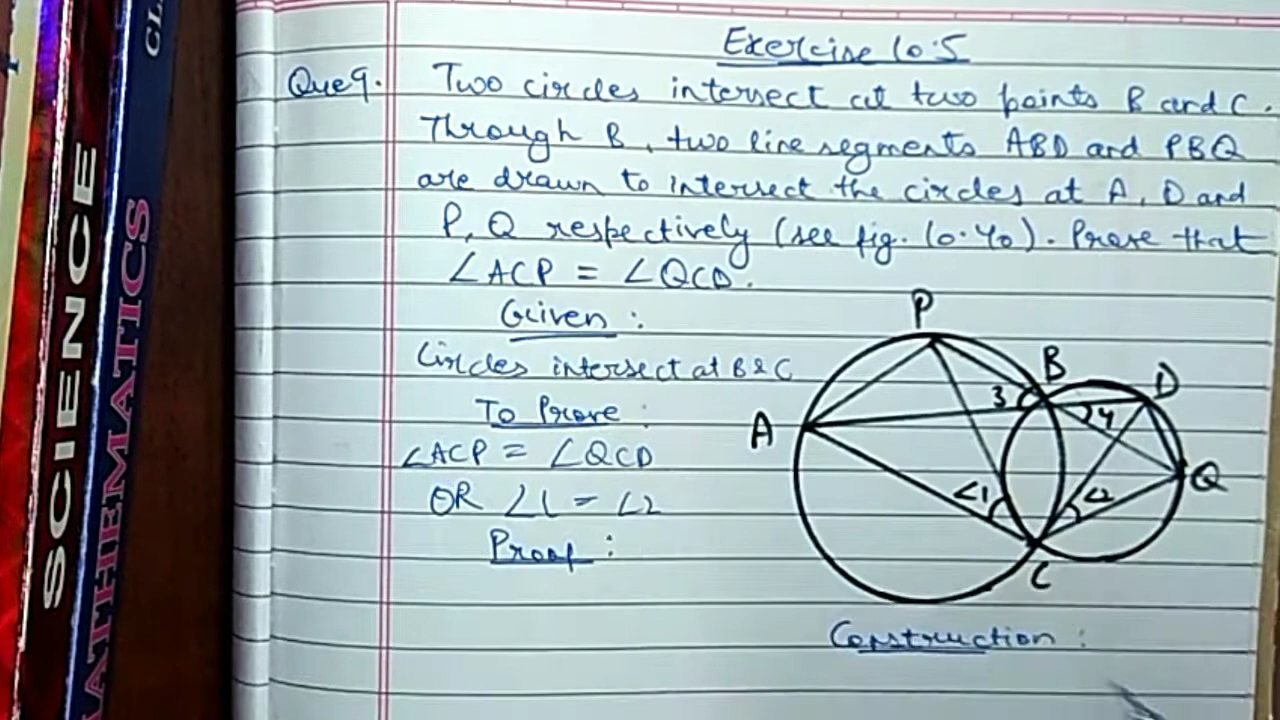 SCIENCE
MATHEMATICS
CL
Exercise 10.5
Que 9. Two circles intersect at two points B and C.
Through B, two line segments ABD and PBQ
are drawn to intersect the circles at A, D and
P, Q respectively (see fig. 10.40). Prove that
∠ACP = ∠QCD.
Given :
Circles intersect at B & C
To Prove :
∠ACP = ∠QCD
OR ∠1 = ∠2
Proof :
P
B
D
3
4
A
Q
∠1
∠2
C
Construction :